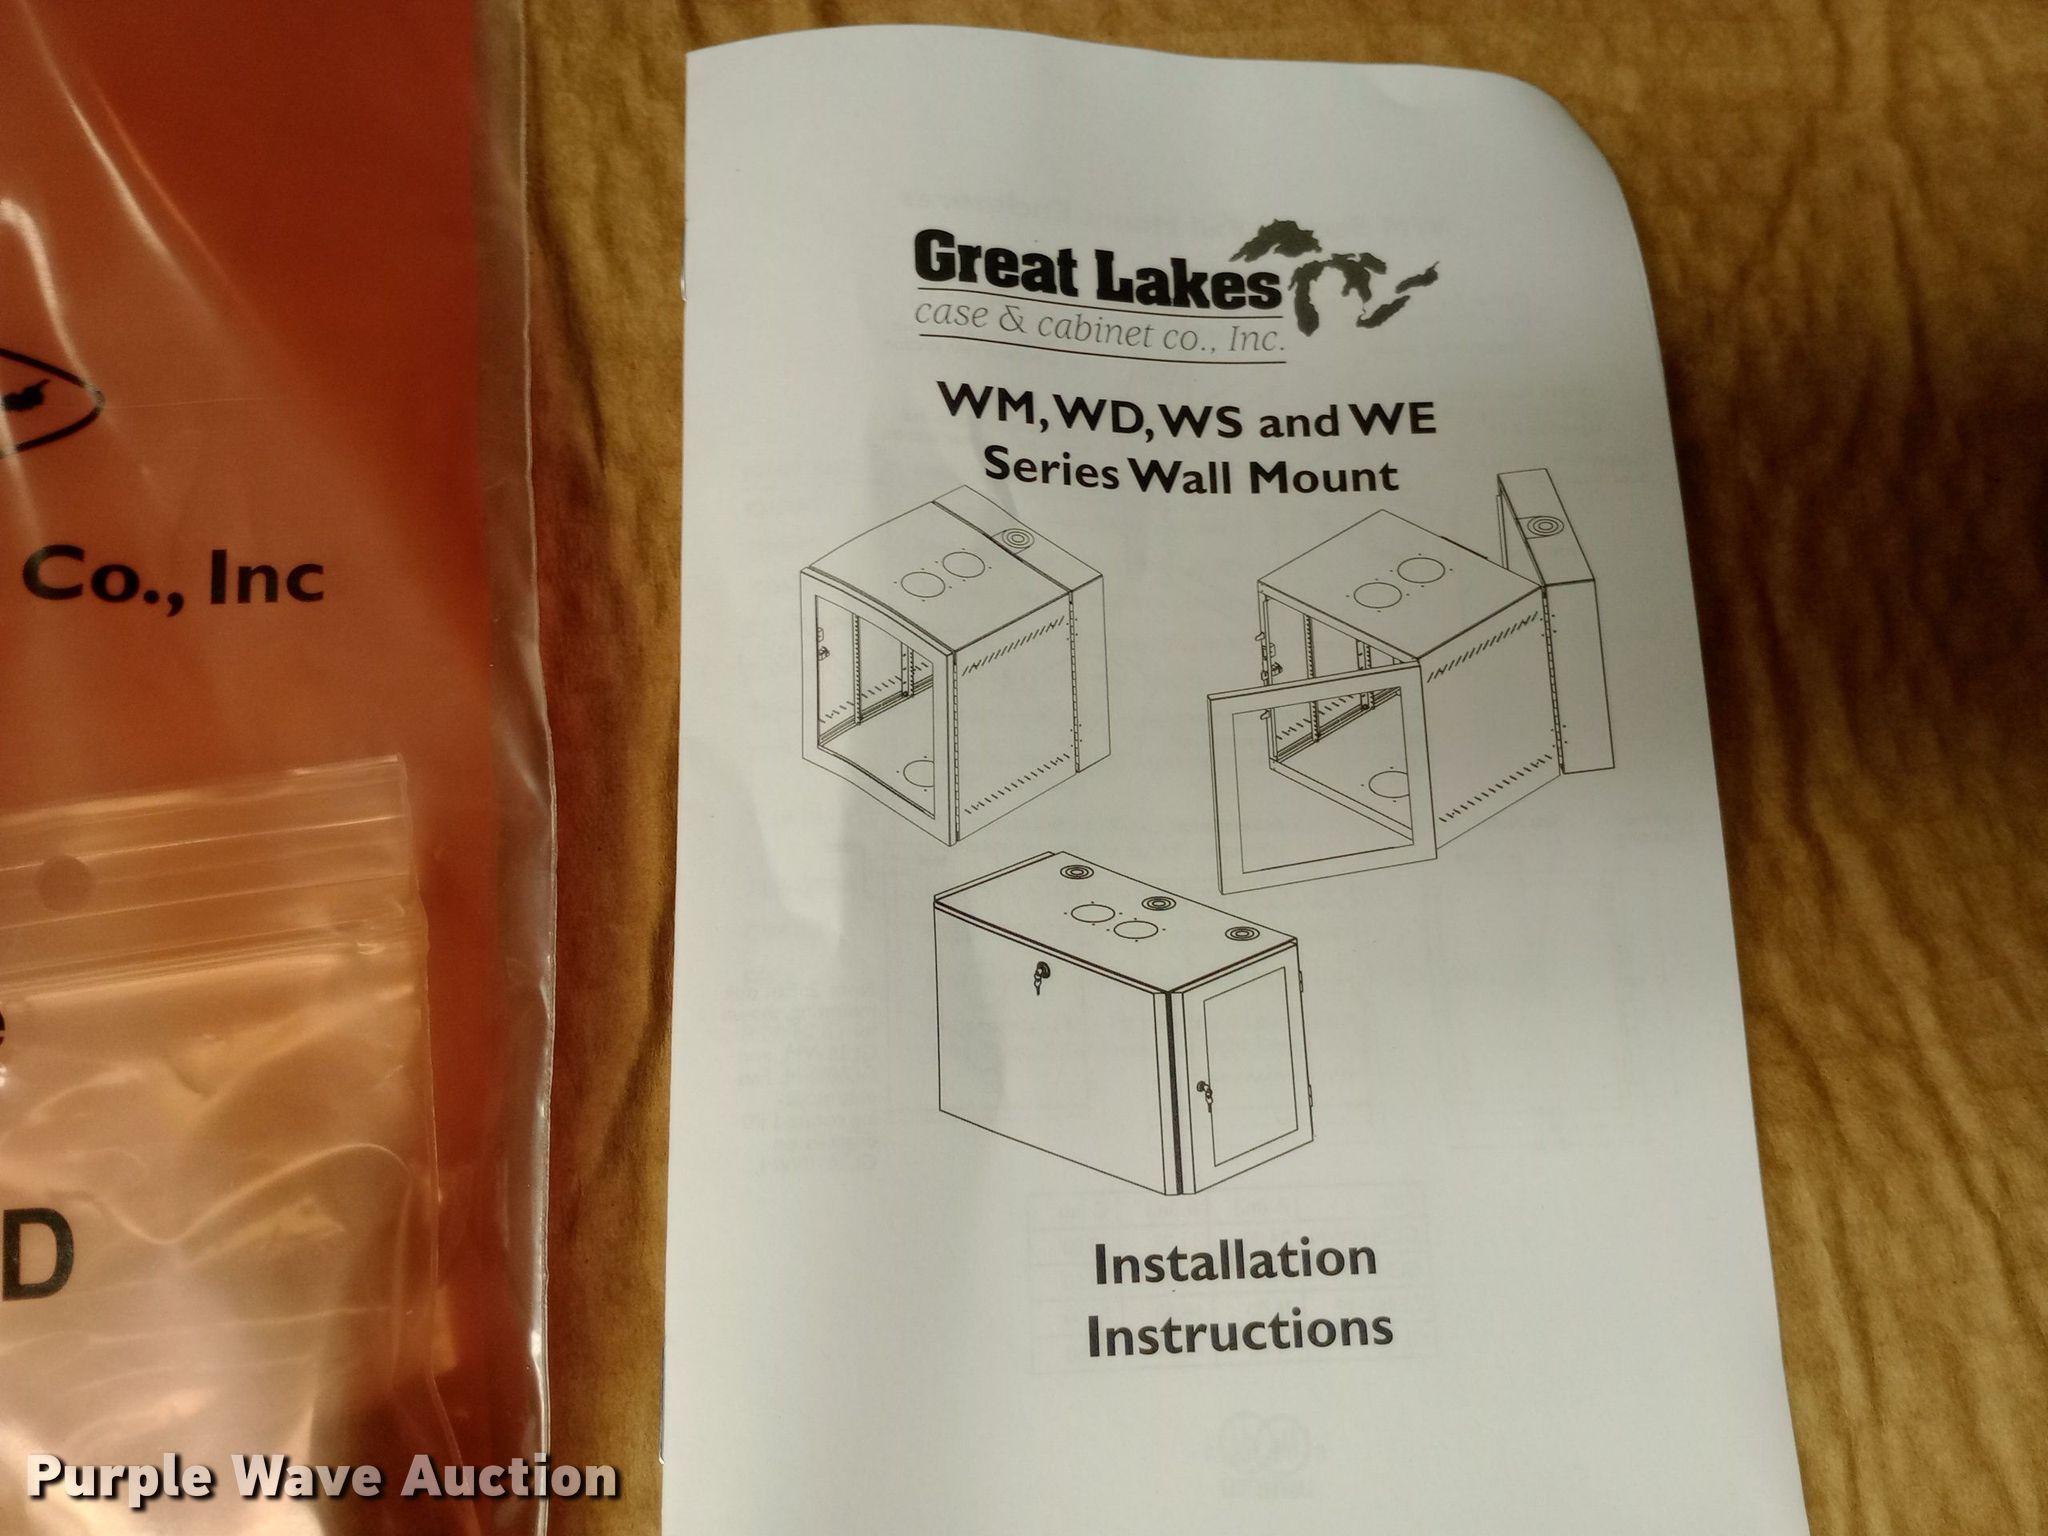 Great Lakes
case & cabinet co., Inc.
WM, WD, WS and WE
Series Wall Mount
Installation
Instructions
Co., Inc
e
D
Purple Wave Auction